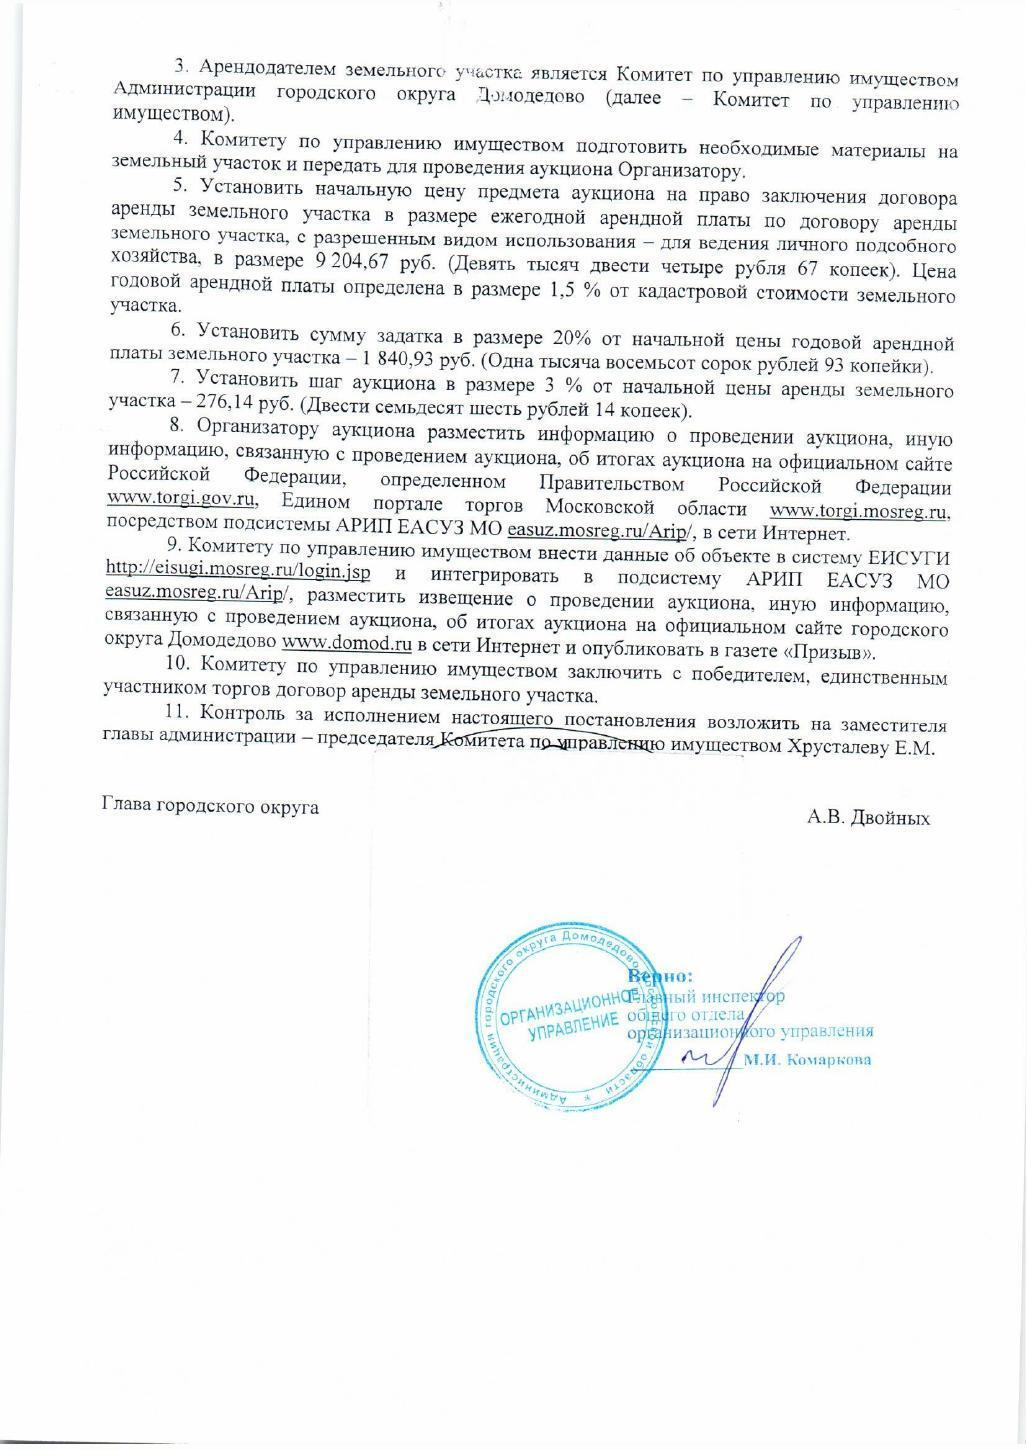 3. Арендодателем земельного участка является Комитет по управлению имуществом
Администрации городского округа Домодедово (далее – Комитет по управлению
имуществом).
4. Комитету по управлению имуществом подготовить необходимые материалы на
земельный участок и передать для проведения аукциона Организатору.
5. Установить начальную цену предмета аукциона на право заключения договора
аренды земельного участка в размере ежегодной арендной платы по договору аренды
земельного участка, с разрешенным видом использования – для ведения личного подсобного
хозяйства, в размере 9 204,67 руб. (Девять тысяч двести четыре рубля 67 копеек). Цена
годовой арендной платы определена в размере 1,5 % от кадастровой стоимости земельного
участка.
6. Установить сумму задатка в размере 20% от начальной цены годовой арендной
платы земельного участка – 1 840,93 руб. (Одна тысяча восемьсот сорок рублей 93 копейки).
7. Установить шаг аукциона в размере 3 % от начальной цены аренды земельного
участка – 276,14 руб. (Двести семьдесят шесть рублей 14 копеек).
8. Организатору аукциона разместить информацию о проведении аукциона, иную
информацию, связанную с проведением аукциона, об итогах аукциона на официальном сайте
Российской Федерации, определенном Правительством Российской Федерации
www.torgi.gov.ru, Едином портале торгов Московской области www.torgi.mosreg.ru,
посредством подсистемы АРИП ЕАСУЗ МО easuz.mosreg.ru/Arip/, в сети Интернет.
9. Комитету по управлению имуществом внести данные об объекте в систему ЕИСУГИ
http://eisugi.mosreg.ru/login.jsp и интегрировать в подсистему АРИП ЕАСУЗ МО
easuz.mosreg.ru/Arip/, разместить извещение о проведении аукциона, иную информацию,
связанную с проведением аукциона, об итогах аукциона на официальном сайте городского
округа Домодедово www.domod.ru в сети Интернет и опубликовать в газете «Призыв».
10. Комитету по управлению имуществом заключить с победителем, единственным
участником торгов договор аренды земельного участка.
11. Контроль за исполнением настоящего постановления возложить на заместителя
главы администрации – председателя Комитета по управлению имуществом Хрусталеву Е.М.
Глава городского округа
А.В. Двойных
Администрация городского округа Домодедово Московской области *
ОРГАНИЗАЦИОННОЕ
УПРАВЛЕНИЕ
Верно:
Главный инспектор
общего отдела
организационного управления
М.И. Комаркова